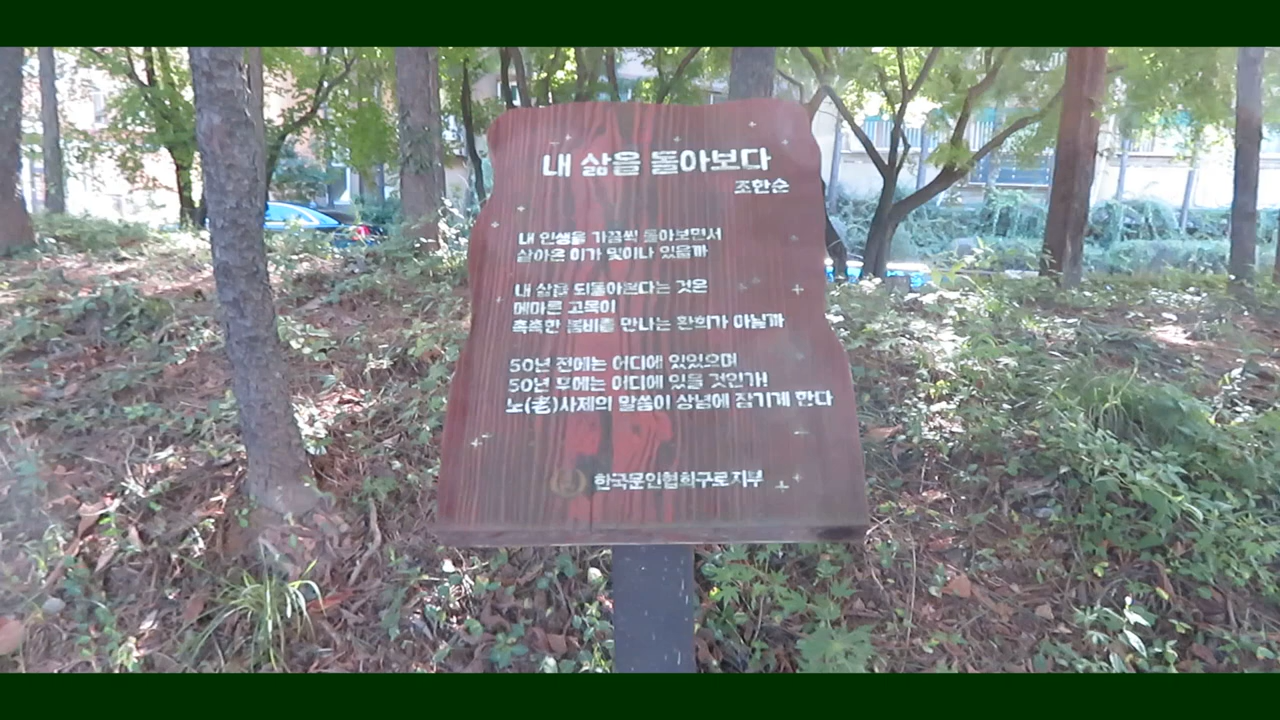 내 삶을 돌아보다
조한순
내 인생을 가끔씩 돌아보면서
살아온 이가 몇이나 있을까
내 삶을 되돌아본다는 것은
메마른 고목이
촉촉한 봄비를 만나는 환희가 아닐까
50년 전에는 어디에 있었으며
50년 후에는 어디에 있을 것인가!
노(老)사제의 말씀이 상념에 잠기게 한다
한국문인협회구로지부